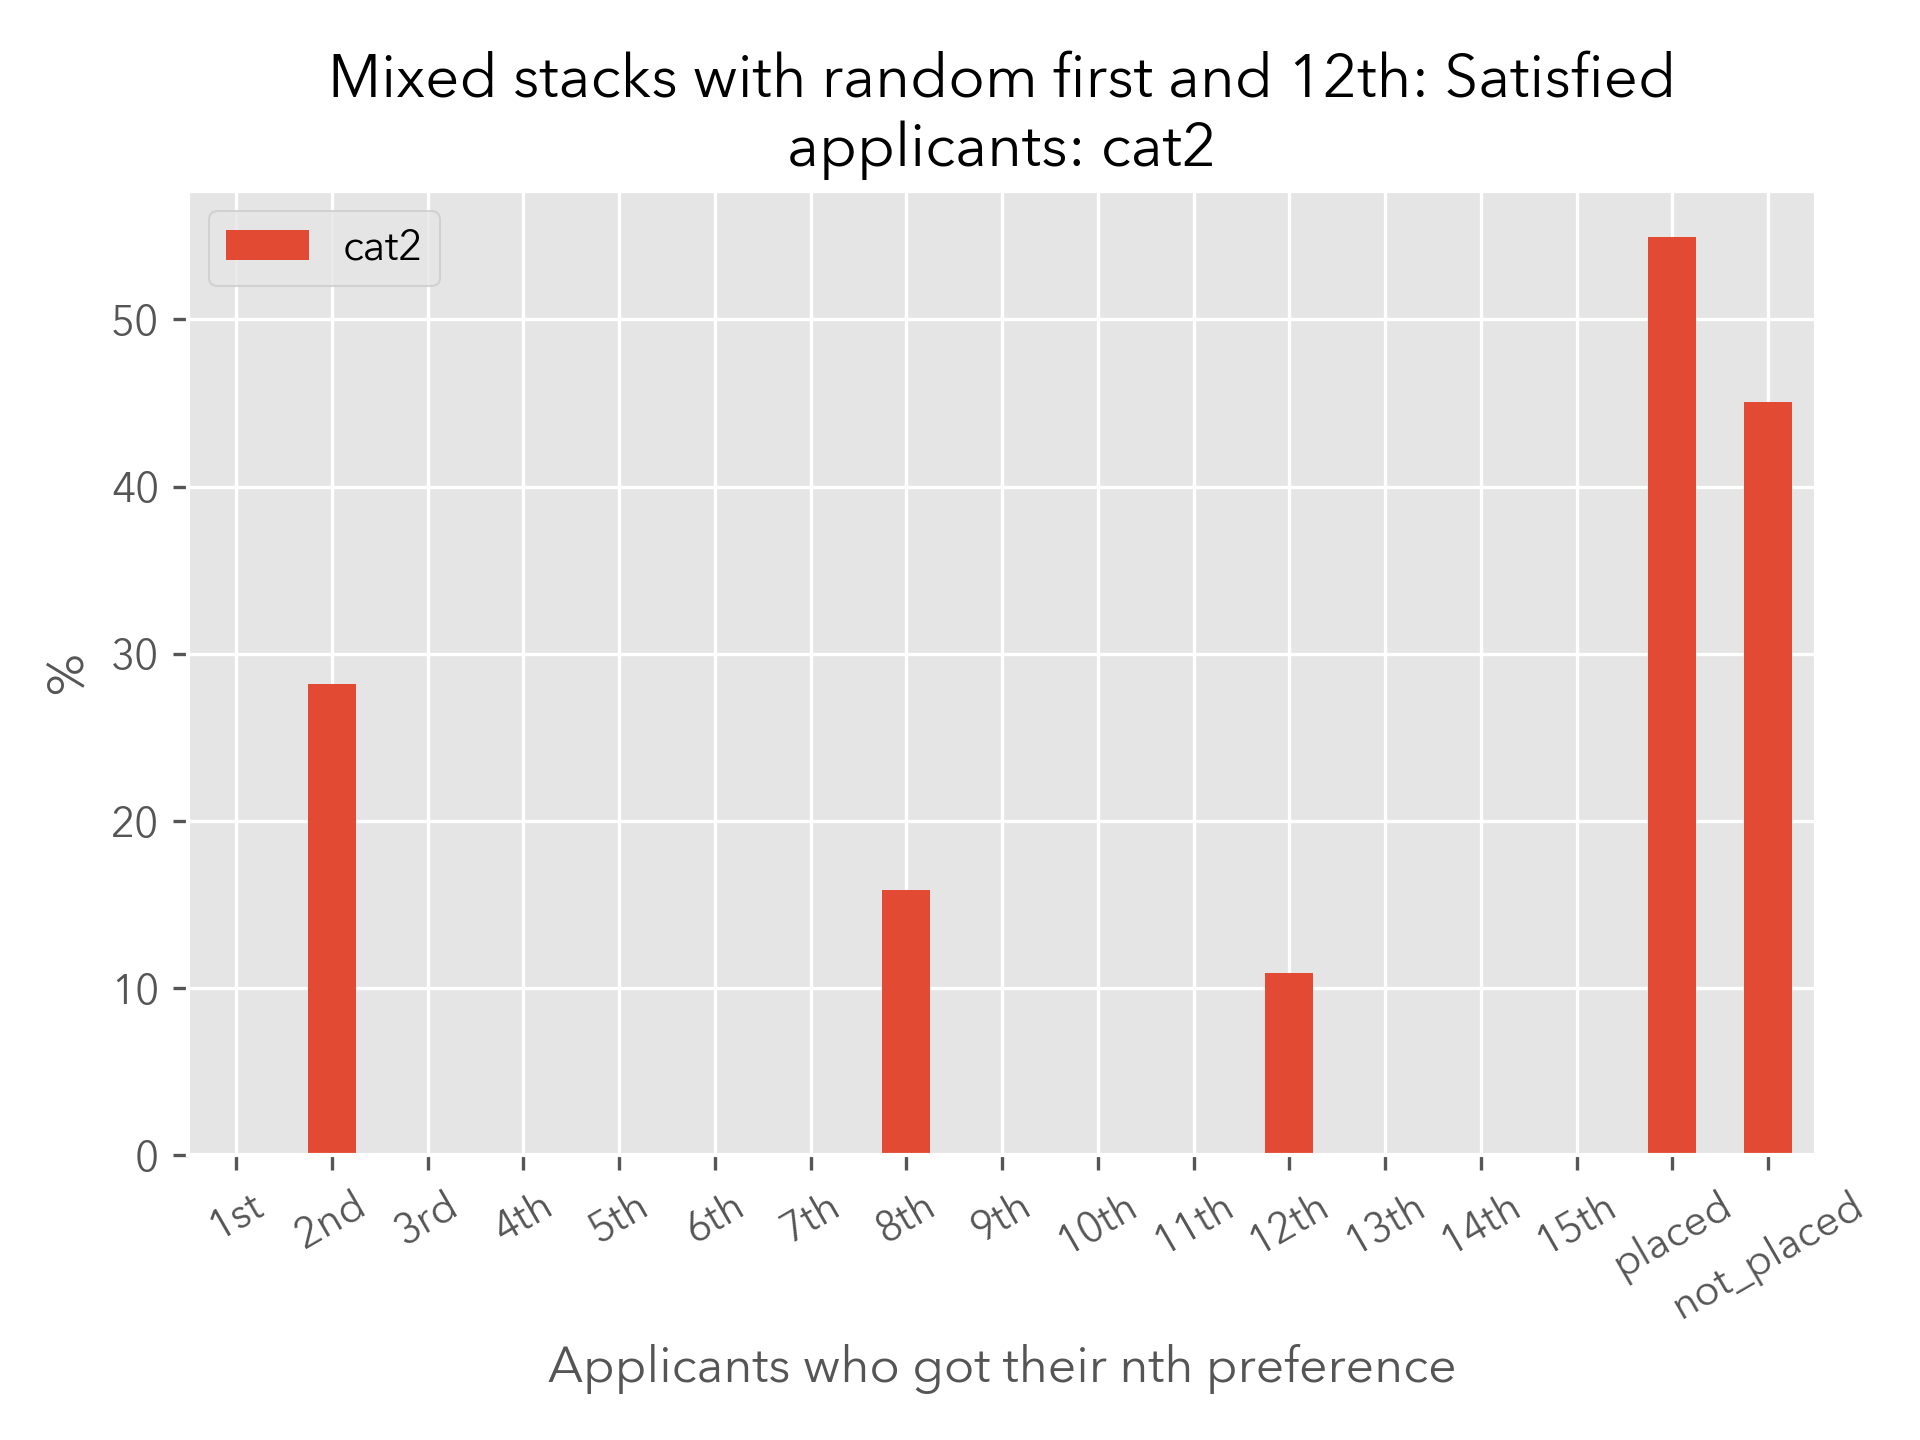 Mixed stacks with random first and 12th: Satisfied
applicants: cat2
cat2
%
50
40
30
20
10
0
1st 2nd 3rd 4th 5th 6th 7th 8th 9th 10th 11th 12th 13th 14th 15th placed not_placed
Applicants who got their nth preference